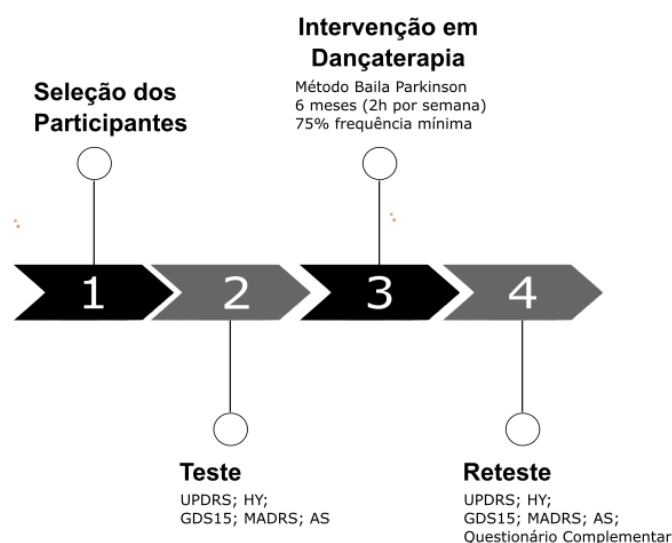 Seleção dos
Participantes
Intervenção em
Dançaterapia
Método Baila Parkinson
6 meses (2h por semana)
75% frequência mínima
1
2
3
4
Teste
UPDRS; HY;
GDS15; MADRS; AS
Reteste
UPDRS; HY;
GDS15; MADRS; AS;
Questionário Complementar